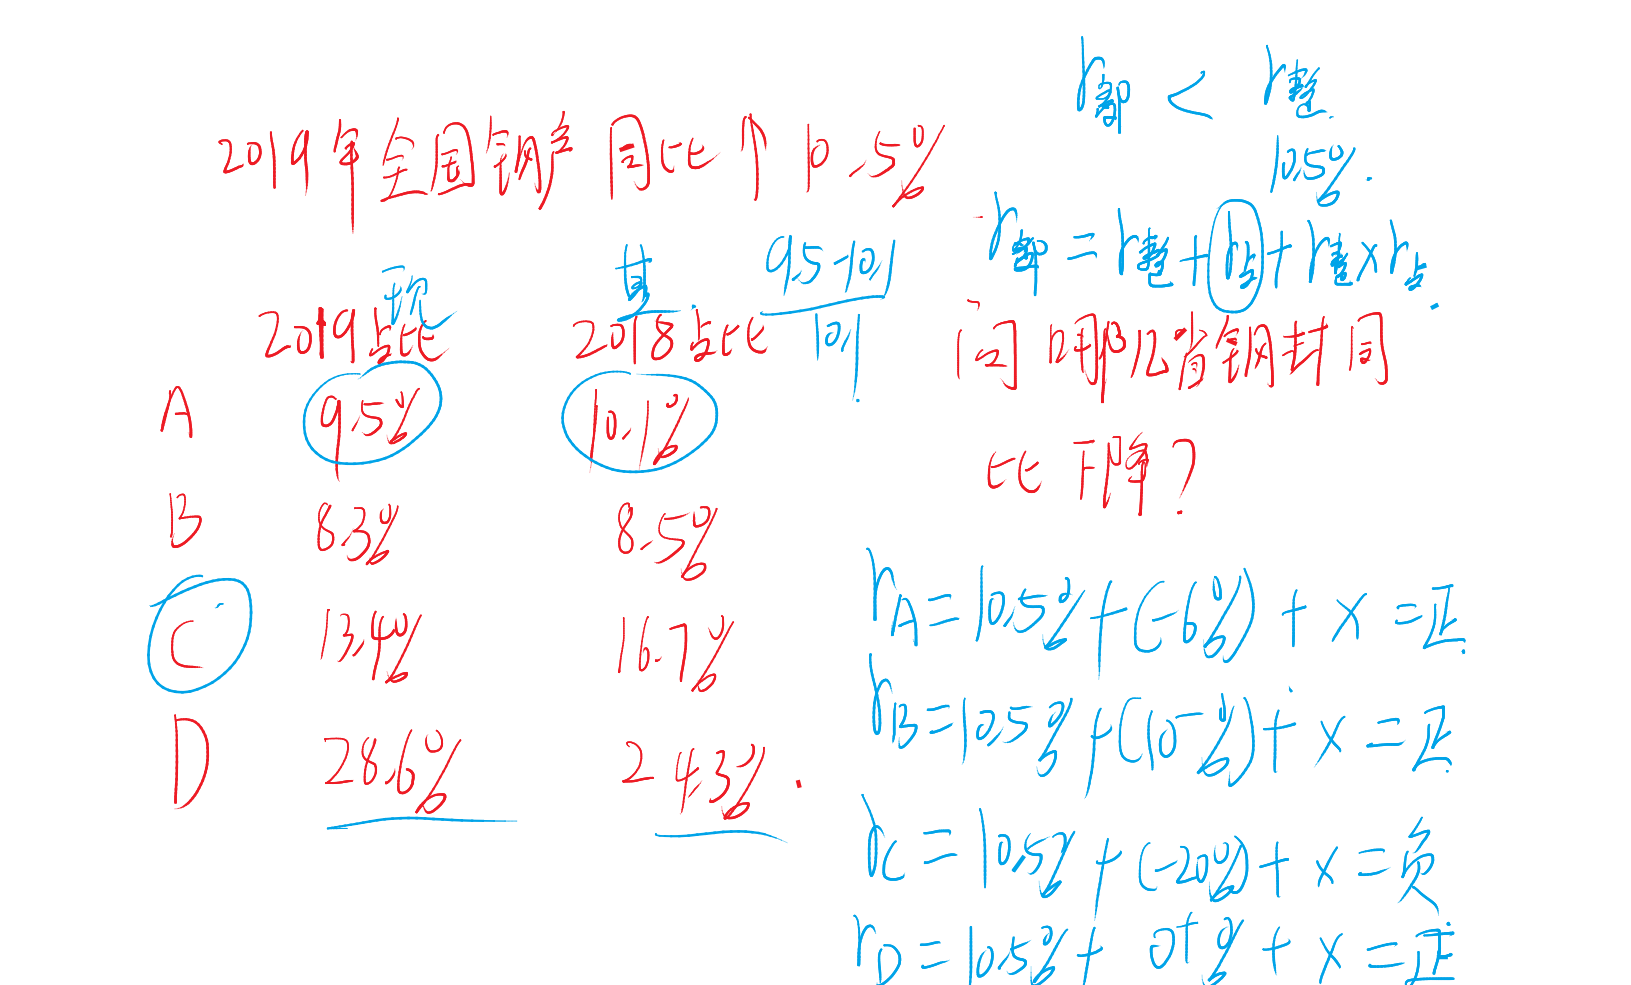 r部 < r整
10.5%.
2019年全国钢产同比↑10.5%
r部 = r整 + r占 + r整 × r占.
现 基 9.5-10.1
10.1
2019占比 2018占比
问哪几省钢封同
比下降?
A 9.5% 10.1%
B 8.3% 8.5%
C 13.4% 16.7%
D 28.6% 24.3%.
rA = 10.5% + (-6%) + x = 正.
rB = 10.5% + (10⁻%) + x = 正.
rC = 10.5% + (-20%) + x = 负
rD = 10.5% + 0⁺% + x = 正